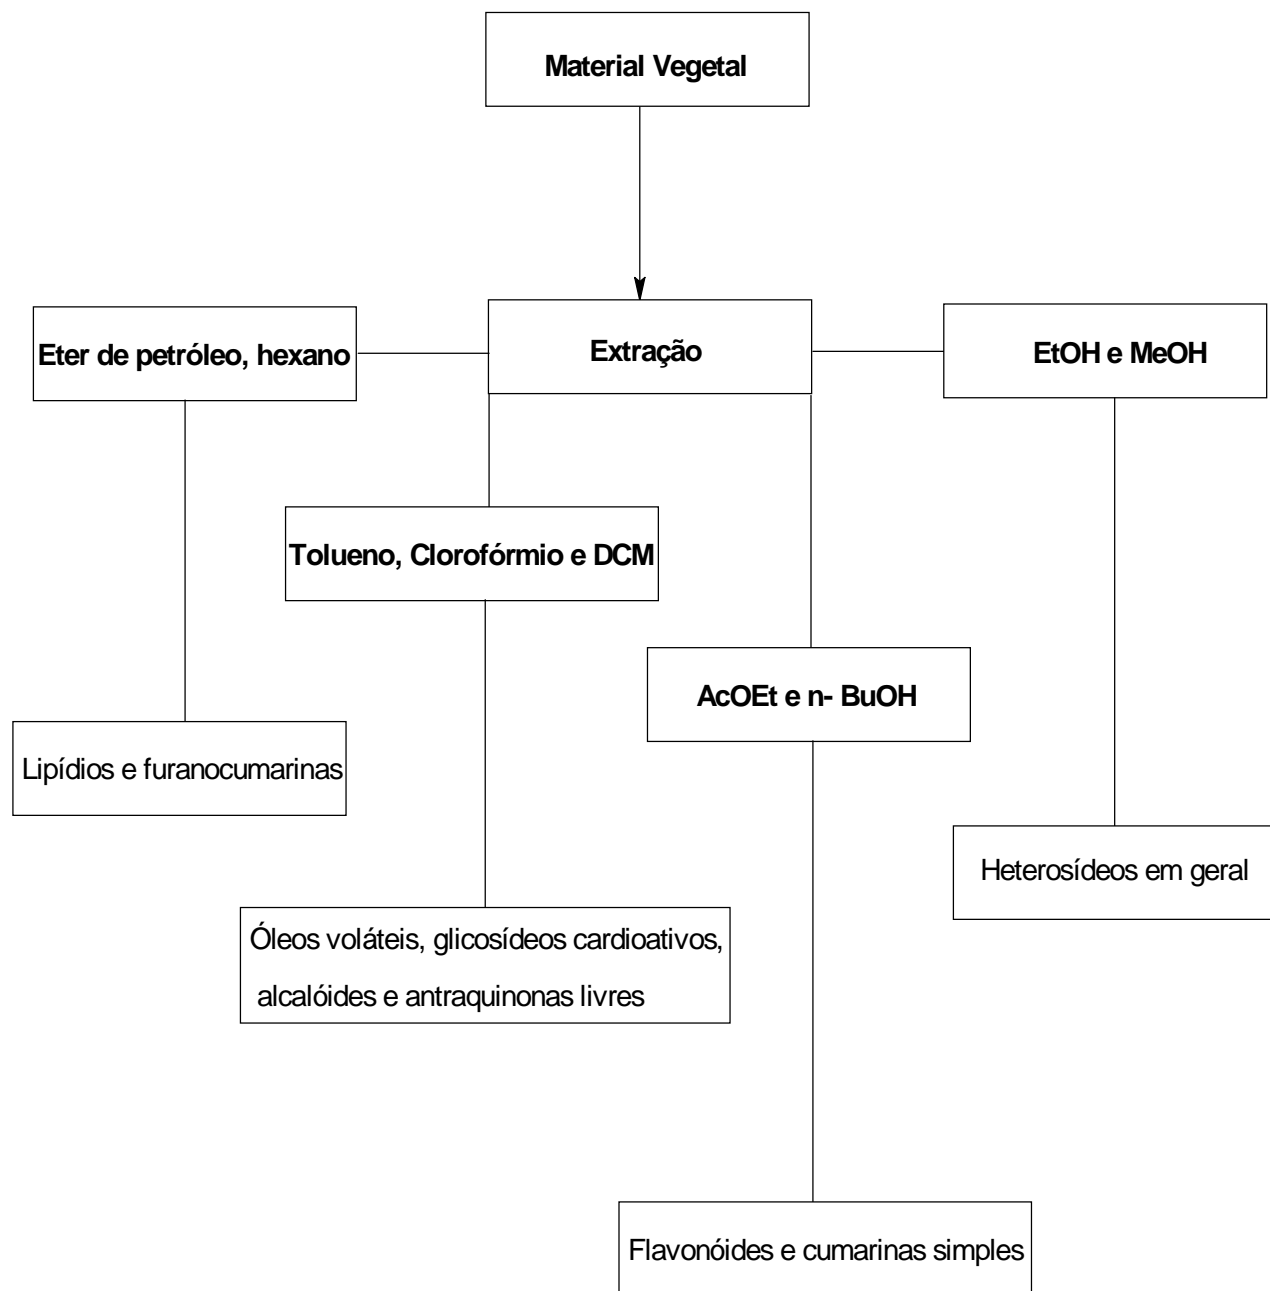 Material Vegetal
Eter de petróleo, hexano
Extração
EtOH e MeOH
Tolueno, Clorofórmio e DCM
AcOEt e n- BuOH
Lipídios e furanocumarinas
Heterosídeos em geral
Óleos voláteis, glicosídeos cardioativos,
alcalóides e antraquinonas livres
Flavonóides e cumarinas simples